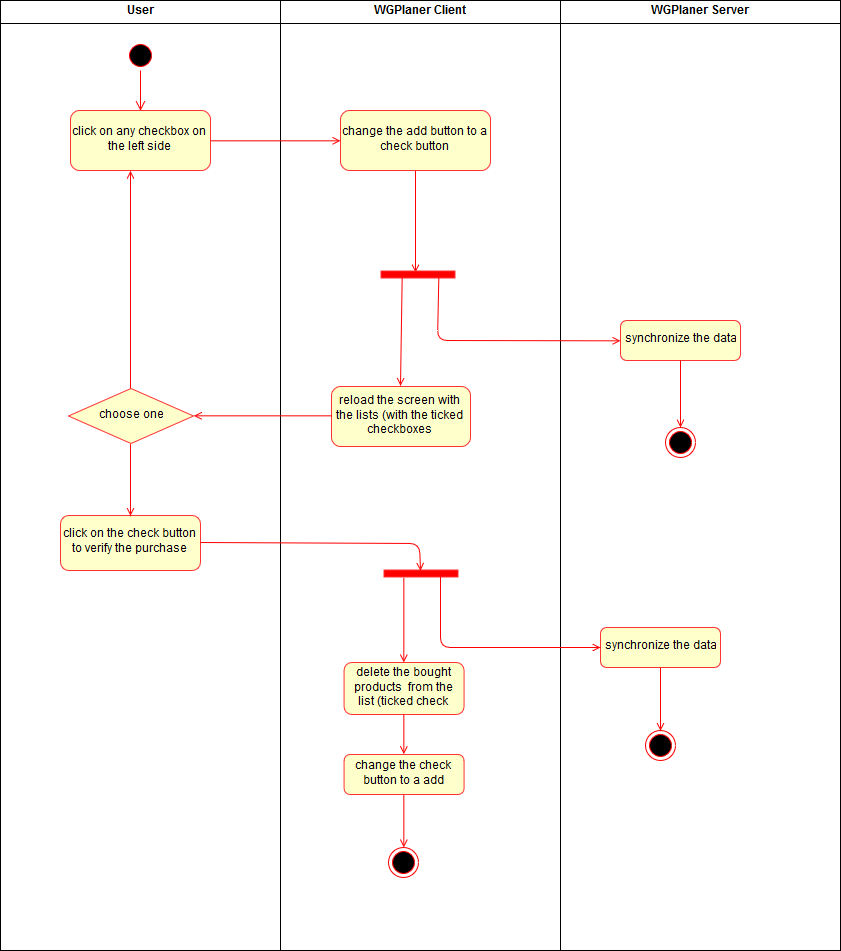 User
WGPlaner Client
WGPlaner Server
click on any checkbox on
the left side
change the add button to a
check button
synchronize the data
reload the screen with
the lists (with the ticked
checkboxes
choose one
click on the check button
to verify the purchase
synchronize the data
delete the bought
products  from the
list (ticked check
change the check
button to a add